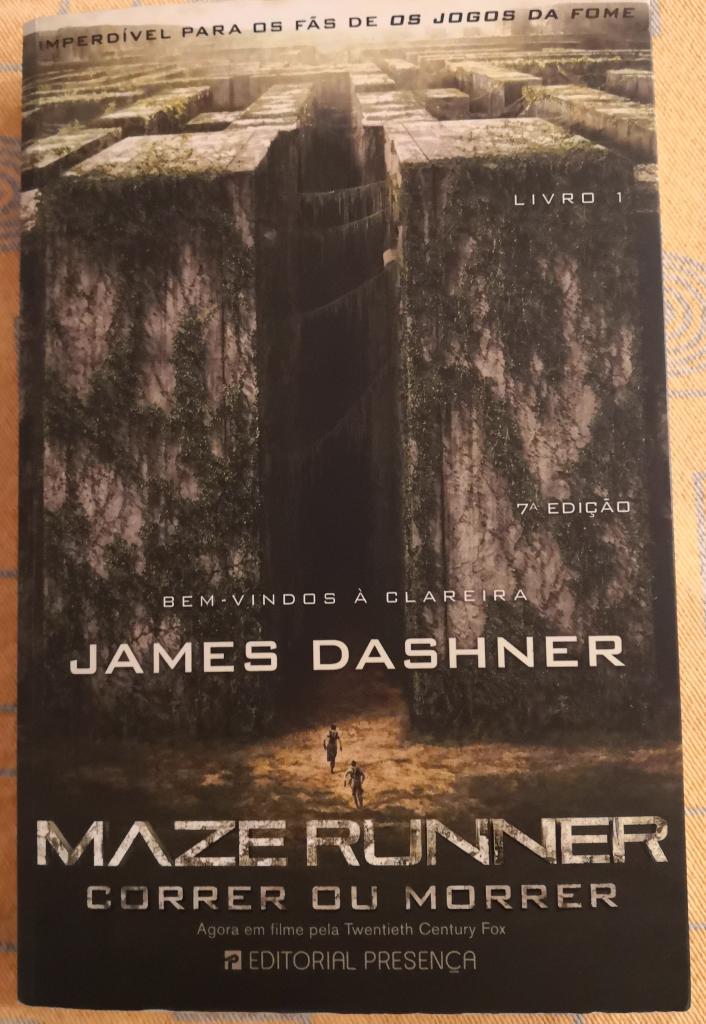 IMPERDÍVEL PARA OS FÃS DE OS JOGOS DA FOME
LIVRO 1
7ª EDIÇÃO
BEM-VINDOS À CLAREIRA
JAMES DASHNER
MAZE RUNNER
CORRER OU MORRER
Agora em filme pela Twentieth Century Fox
EDITORIAL PRESENÇA